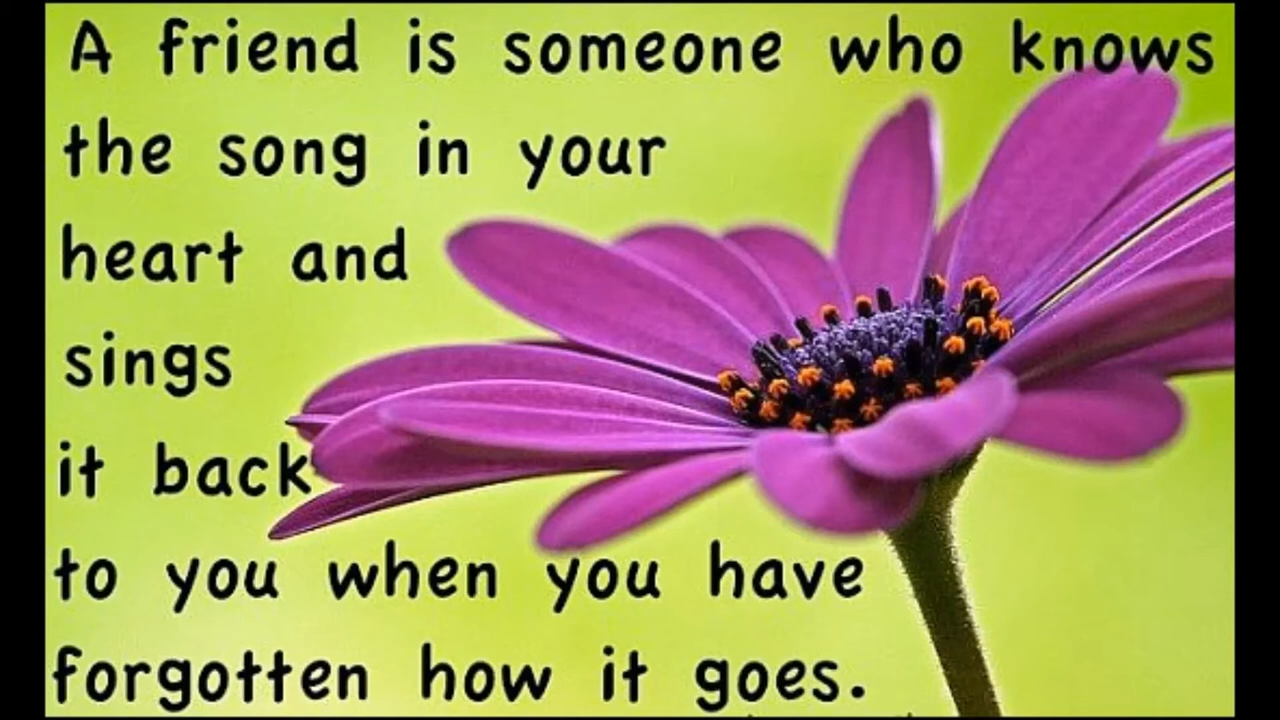 A friend is someone who knows
the song in your
heart and
sings
it back
to you when you have
forgotten how it goes.